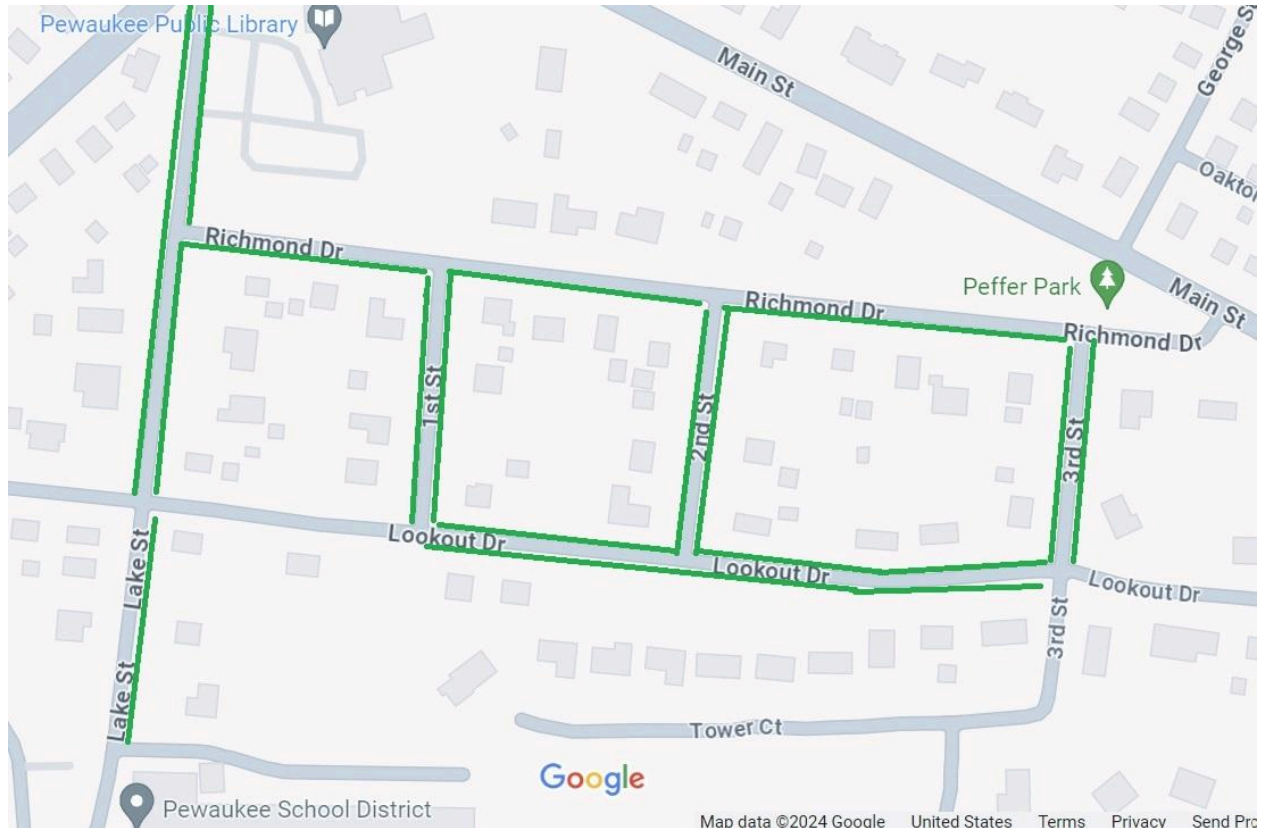 Pewaukee Public Library
Main St
George S
Oakto
Richmond Dr
Peffer Park
Main St
Richmond Dr
Richmond Dr
1st St
2nd St
3rd St
Lookout Dr
Lookout Dr
Lookout Dr
Lake St
3rd St
Lake St
Tower Ct
Google
Pewaukee School District
Map data ©2024 Google United States Terms Privacy Send Pro